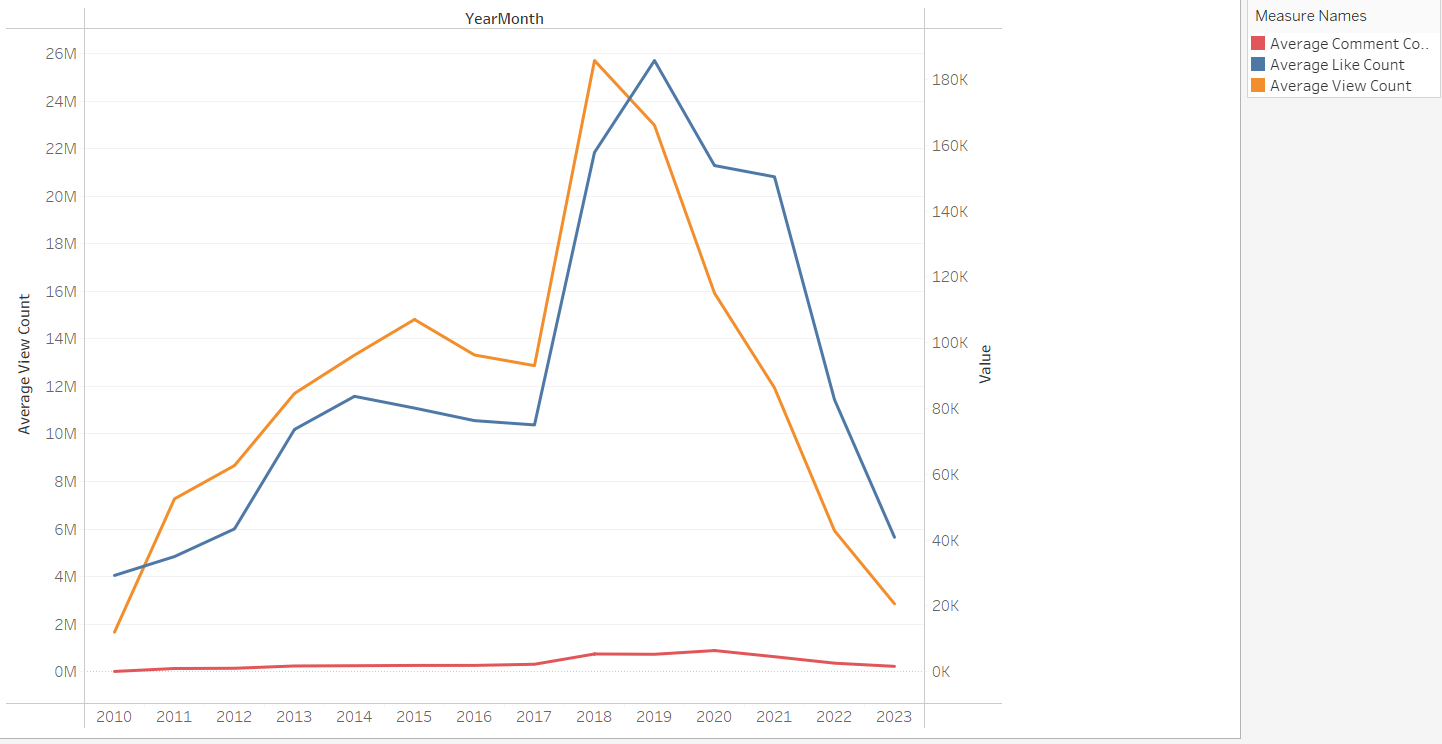 YearMonth
Measure Names
Average Comment Co..
Average Like Count
Average View Count
26M
24M
22M
20M
18M
16M
14M
12M
10M
8M
6M
4M
2M
0M
Average View Count
180K
160K
140K
120K
100K
80K
60K
40K
20K
0K
Value
2010 2011 2012 2013 2014 2015 2016 2017 2018 2019 2020 2021 2022 2023